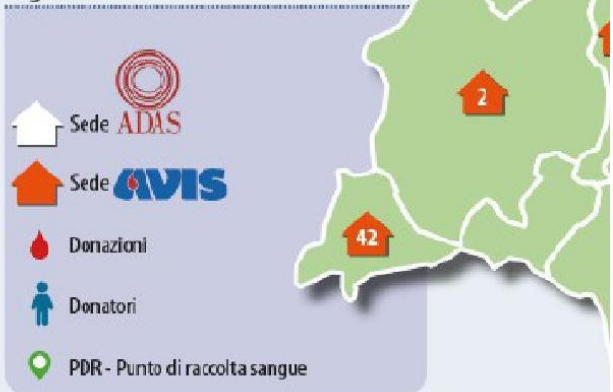 Sede ADAS
2
Sede AVIS
42
Donazioni
Donatori
PDR - Punto di raccolta sangue